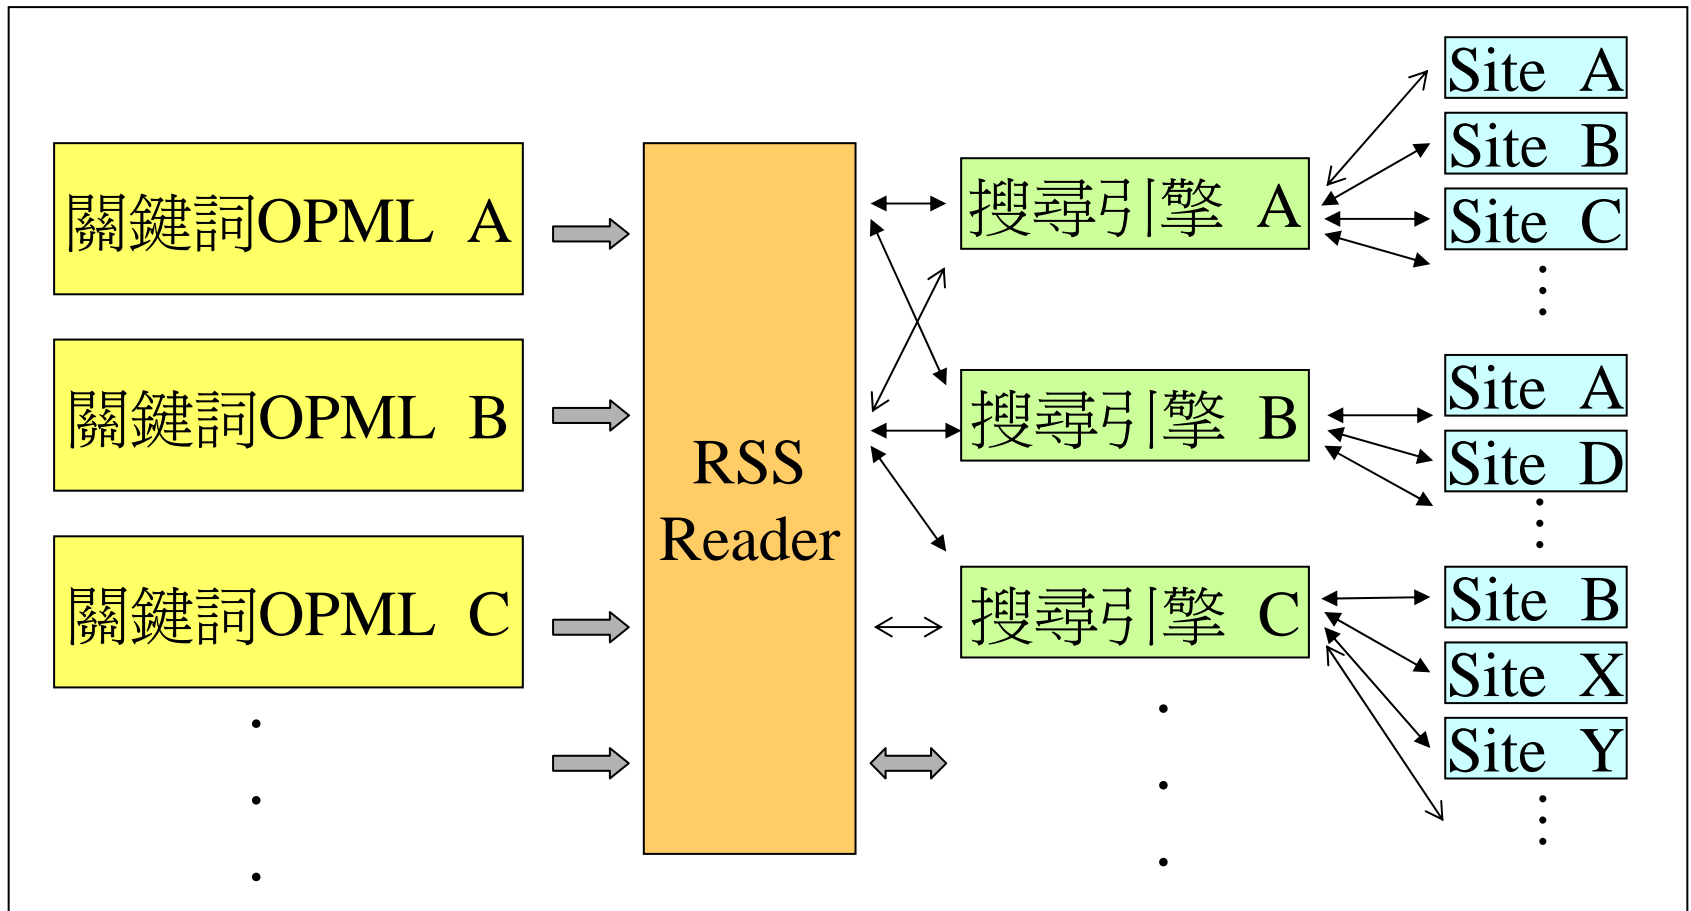 關鍵詞OPML A
關鍵詞OPML B
關鍵詞OPML C
RSS
Reader
搜尋引擎 A
搜尋引擎 B
搜尋引擎 C
Site A
Site B
Site C
Site A
Site D
Site B
Site X
Site Y